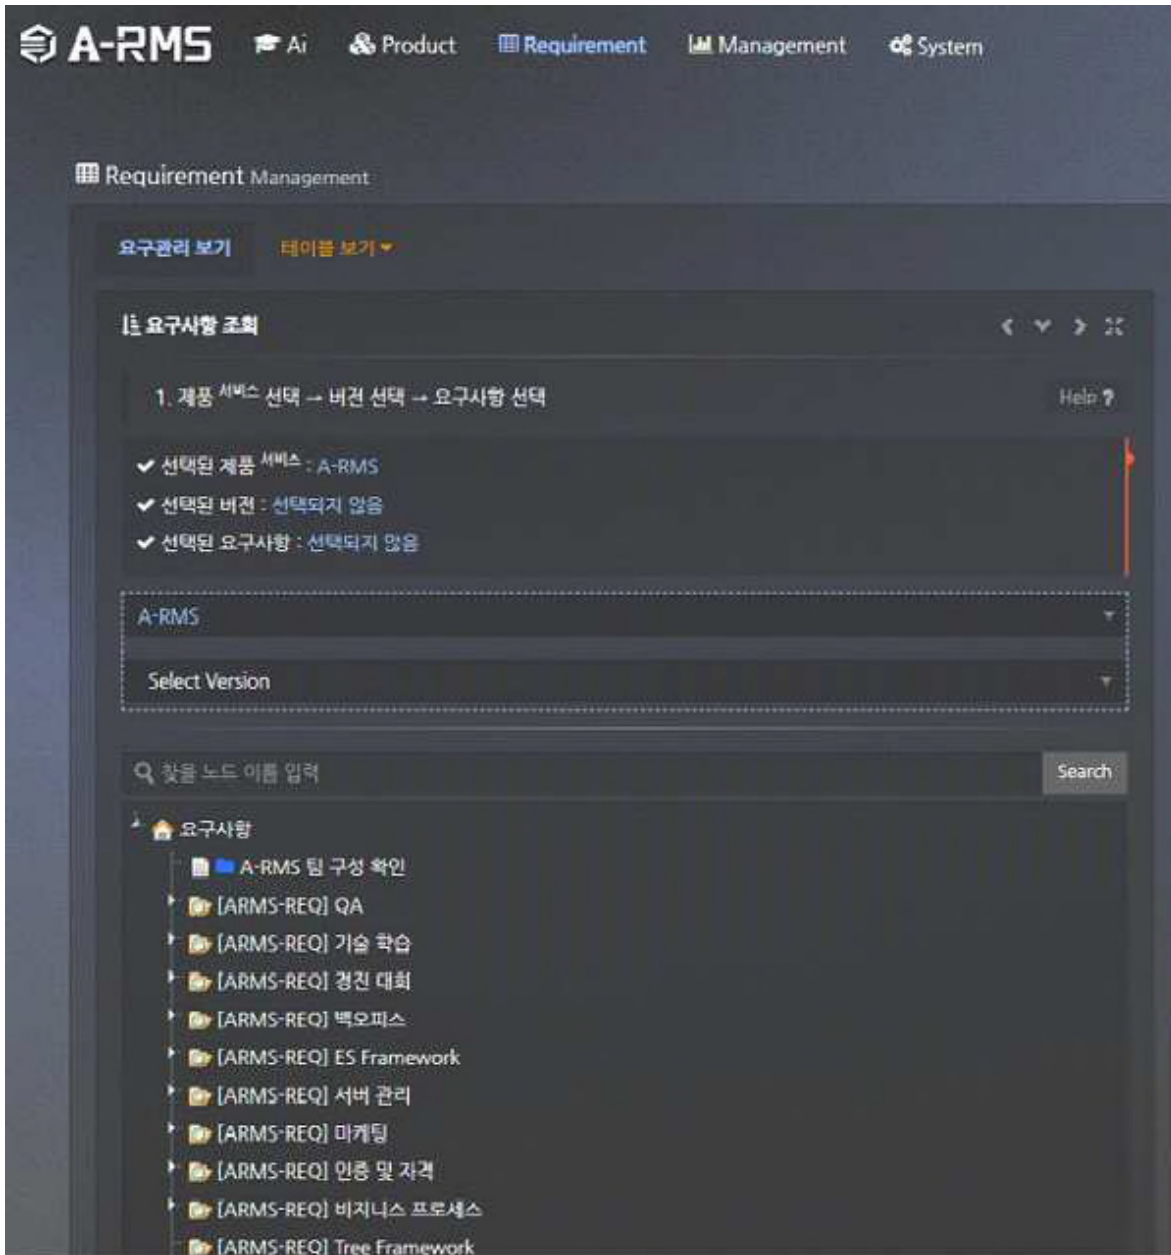 A-RMS Ai Product Requirement Management System
Requirement Management
요구관리 보기 테이블 보기
요구사항 조회
1. 제품 서비스 선택 → 버전 선택 → 요구사항 선택 Help ?
선택된 제품 서비스 : A-RMS
선택된 버전 : 선택되지 않음
선택된 요구사항 : 선택되지 않음
A-RMS
Select Version
찾을 노드 이름 입력 Search
요구사항
A-RMS 팀 구성 확인
[ARMS-REQ] QA
[ARMS-REQ] 기술 학습
[ARMS-REQ] 경진 대회
[ARMS-REQ] 백오피스
[ARMS-REQ] ES Framework
[ARMS-REQ] 서버 관리
[ARMS-REQ] 마케팅
[ARMS-REQ] 인증 및 자격
[ARMS-REQ] 비지니스 프로세스
[ARMS-REQ] Tree Framework